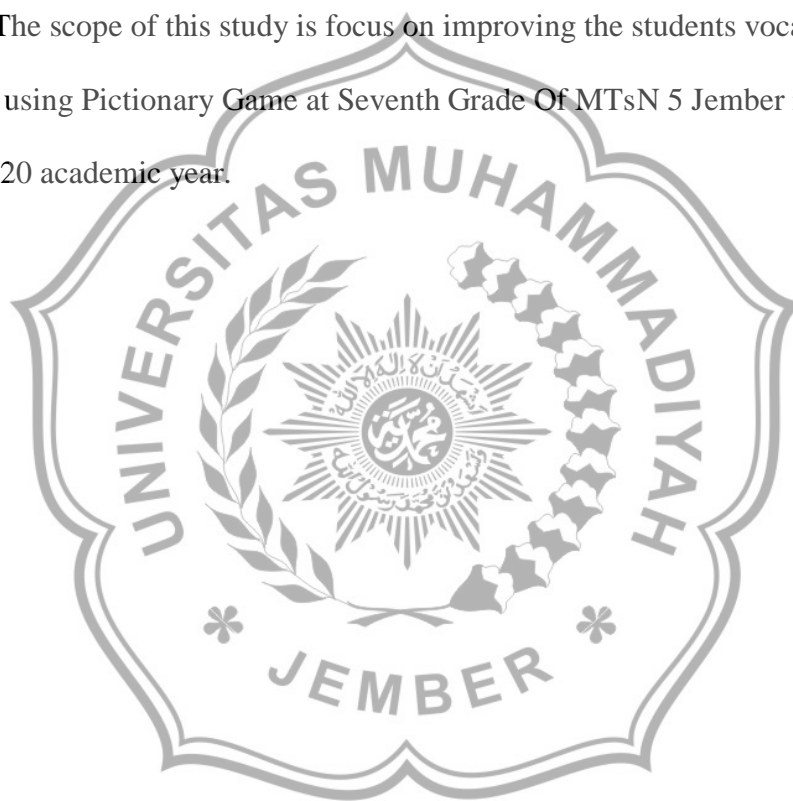 The scope of this study is focus on improving the students
using Pictionary Game at Seventh Grade Of MTsN 5 Jember
20 academic year.
UNIVERSITAS MUHAMMADIYAH
JEMBER